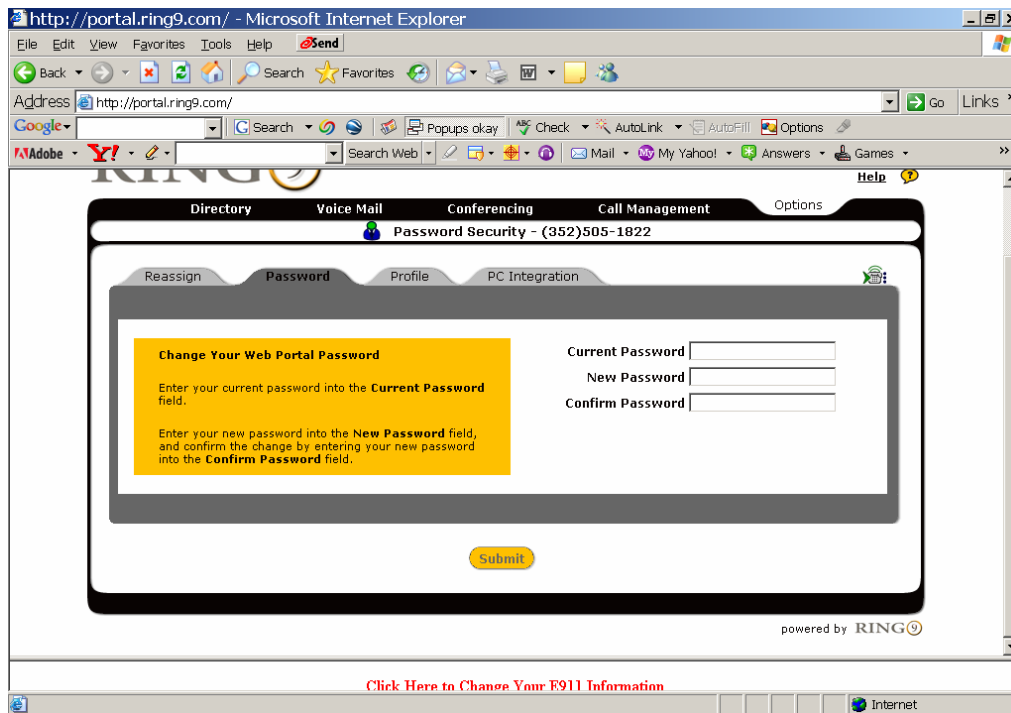 http://portal.ring9.com/ - Microsoft Internet Explorer
File Edit View Favorites Tools Help Send
Back Search Favorites
Address http://portal.ring9.com/ Go Links
Google Search Popups okay ABC Check AutoLink AutoFill Options
Adobe Y! Search Web Mail My My Yahoo! Answers Games
RING9
Help ?
Directory Voice Mail Conferencing Call Management Options
Password Security - (352)505-1822
Reassign Password Profile PC Integration
Change Your Web Portal Password
Enter your current password into the Current Password
field.
Enter your new password into the New Password field,
and confirm the change by entering your new password
into the Confirm Password field.
Current Password
New Password
Confirm Password
Submit
powered by RING9
Click Here to Change Your E911 Information
Internet